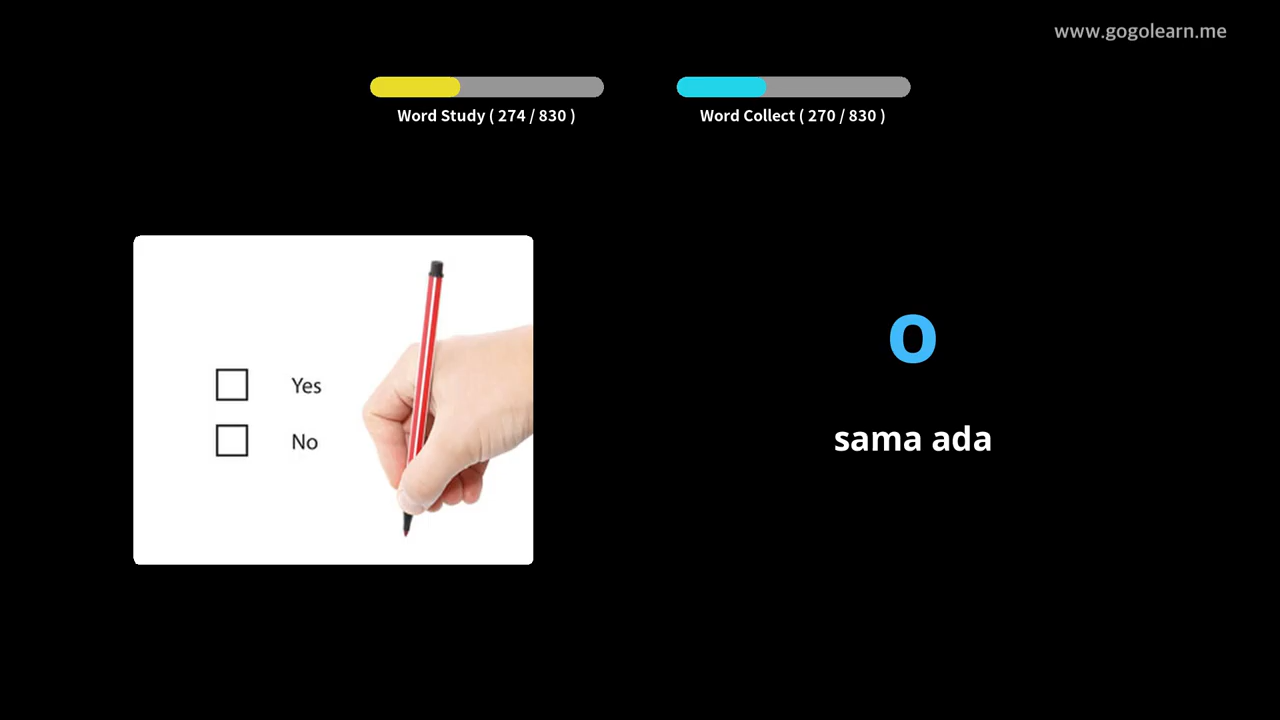 www.gogolearn.me
Word Study ( 274 / 830 )
Word Collect ( 270 / 830 )
Yes
No
o
sama ada